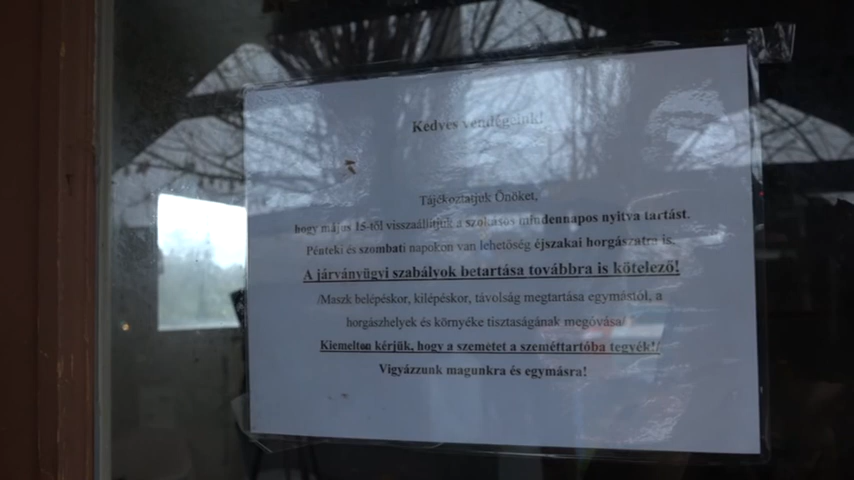 Kedves vendégeink!
Tájékoztatjuk Önöket,
hogy május 15-től visszaállítjuk a szokásos mindennapos nyitva tartást.
Pénteki és szombati napokon van lehetőség éjszakai horgászatra is.
A járványügyi szabályok betartása továbbra is kötelező!
/Maszk belépéskor, kilépéskor, távolság megtartása egymástól, a
horgászhelyek és környéke tisztaságának megóvása/
Kiemelten kérjük, hogy a szemetet a szeméttartóba tegyék!/
Vigyázzunk magunkra és egymásra!